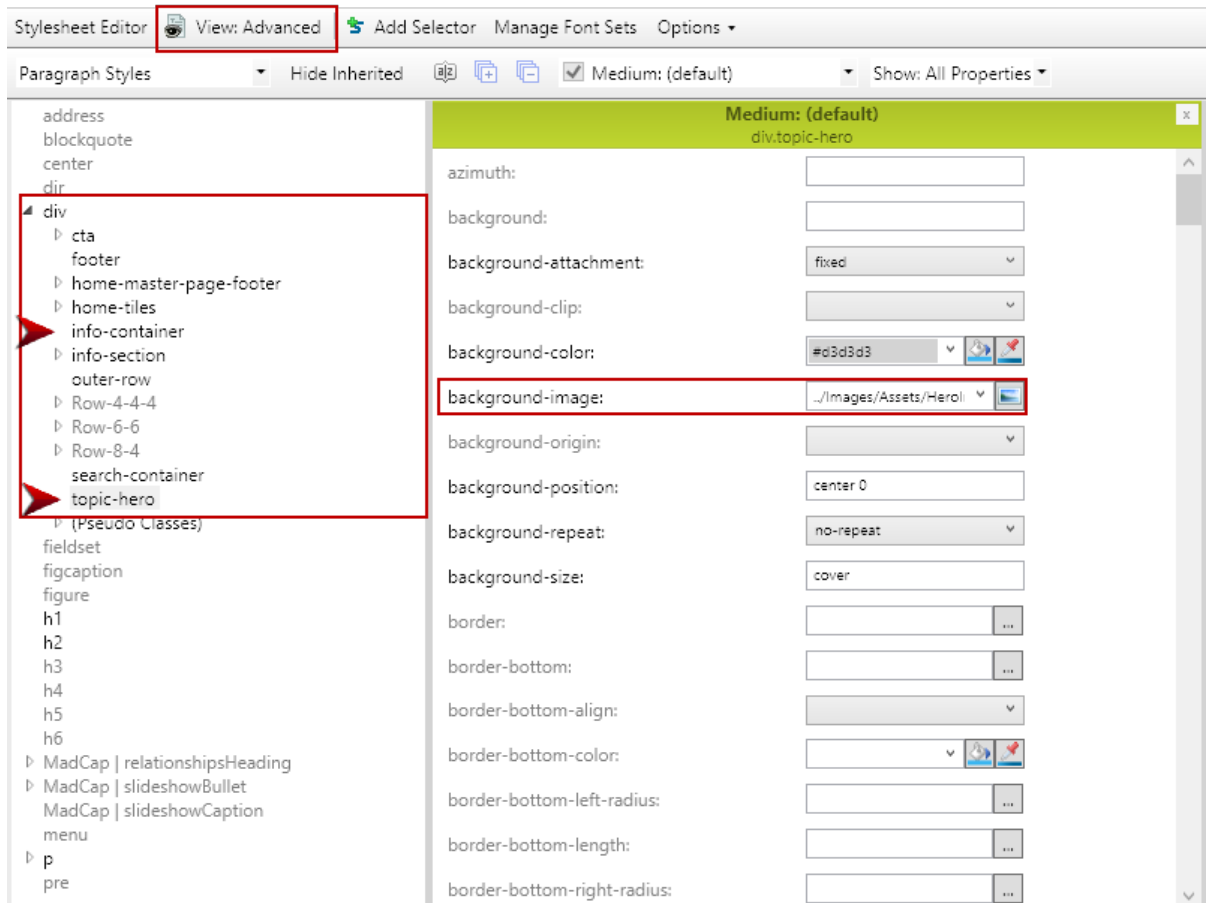 Stylesheet Editor View: Advanced Add Selector Manage Font Sets Options
Paragraph Styles Hide Inherited a|z Medium: (default) Show: All Properties
address
blockquote
center
dir
div
cta
footer
home-master-page-footer
home-tiles
info-container
info-section
outer-row
Row-4-4-4
Row-6-6
Row-8-4
search-container
topic-hero
(Pseudo Classes)
fieldset
figcaption
figure
h1
h2
h3
h4
h5
h6
MadCap | relationshipsHeading
MadCap | slideshowBullet
MadCap | slideshowCaption
menu
p
pre
Medium: (default) x
div.topic-hero
azimuth:
background:
background-attachment: fixed
background-clip:
background-color: #d3d3d3
background-image: ../Images/Assets/HeroI
background-origin:
background-position: center 0
background-repeat: no-repeat
background-size: cover
border: ...
border-bottom: ...
border-bottom-align:
border-bottom-color:
border-bottom-left-radius: ...
border-bottom-length: ...
border-bottom-right-radius: ...